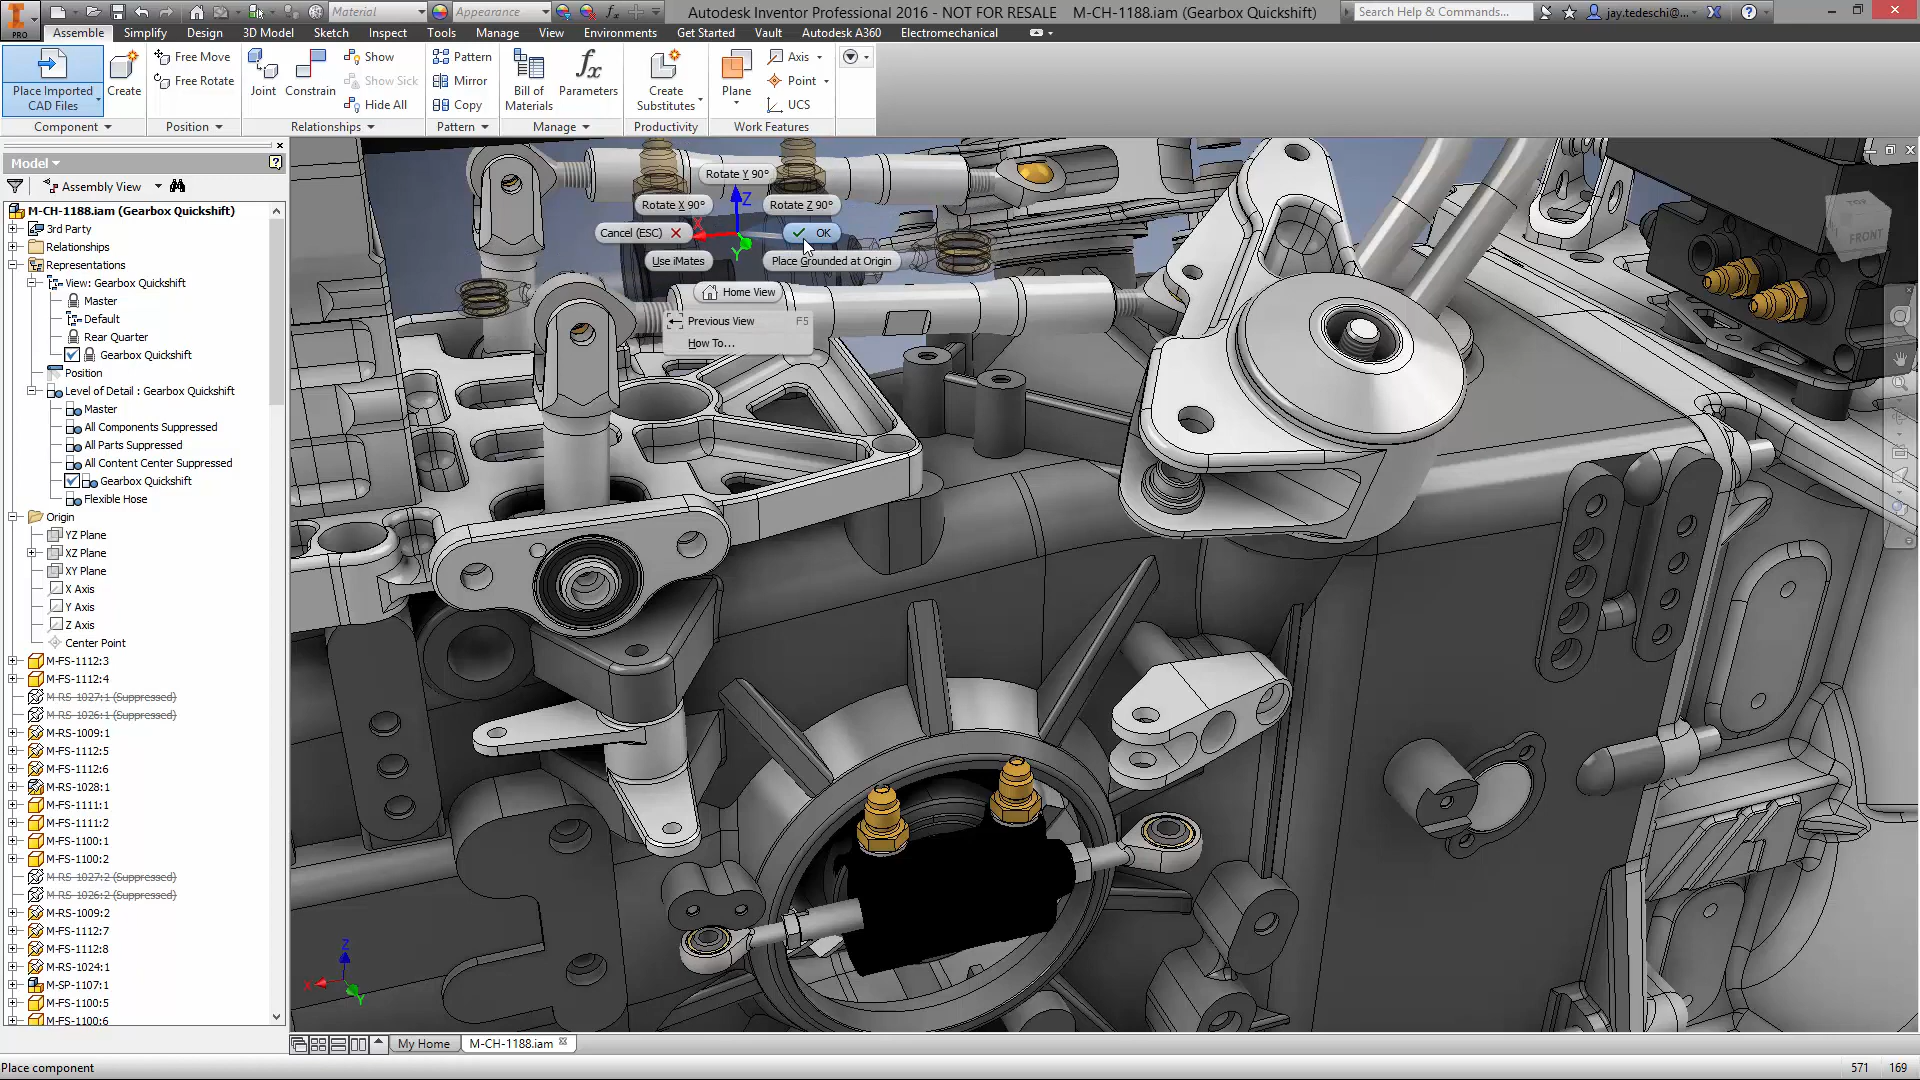 Material
Appearance
Autodesk Inventor Professional 2016 - NOT FOR RESALE M-CH-1188.iam (Gearbox Quickshift)
Search Help & Commands...
jay.tedeschi@...
PRO
Assemble Simplify Design 3D Model Sketch Inspect Tools Manage View Environments Get Started Vault Autodesk A360 Electromechanical
Place Imported
CAD Files
Create
Free Move
Free Rotate
Joint
Constrain
Show
Show Sick
Hide All
Pattern
Mirror
Copy
Bill of
Materials
fx
Parameters
Create
Substitutes
Plane
Axis
Point
UCS
Component
Position
Relationships
Pattern
Manage
Productivity
Work Features
Model
Assembly View
M-CH-1188.iam (Gearbox Quickshift)
3rd Party
Relationships
Representations
View: Gearbox Quickshift
Master
Default
Rear Quarter
Gearbox Quickshift
Position
Level of Detail : Gearbox Quickshift
Master
All Components Suppressed
All Parts Suppressed
All Content Center Suppressed
Gearbox Quickshift
Flexible Hose
Origin
YZ Plane
XZ Plane
XY Plane
X Axis
Y Axis
Z Axis
Center Point
M-FS-1112:3
M-FS-1112:4
M-RS-1027:1 (Suppressed)
M-RS-1026:1 (Suppressed)
M-RS-1009:1
M-FS-1112:5
M-FS-1112:6
M-RS-1028:1
M-FS-1111:1
M-FS-1111:2
M-FS-1100:1
M-FS-1100:2
M-RS-1027:2 (Suppressed)
M-RS-1026:2 (Suppressed)
M-RS-1009:2
M-FS-1112:7
M-FS-1112:8
M-RS-1024:1
M-SP-1107:1
M-FS-1100:5
M-FS-1100:6
Rotate Y 90°
Rotate X 90°
Z
Rotate Z 90°
Cancel (ESC)
X
OK
Y
Use iMates
Place Grounded at Origin
Home View
Previous View F5
How To...
TOP
FRONT
Z
X
Y
My Home
M-CH-1188.iam
Place component
571 169